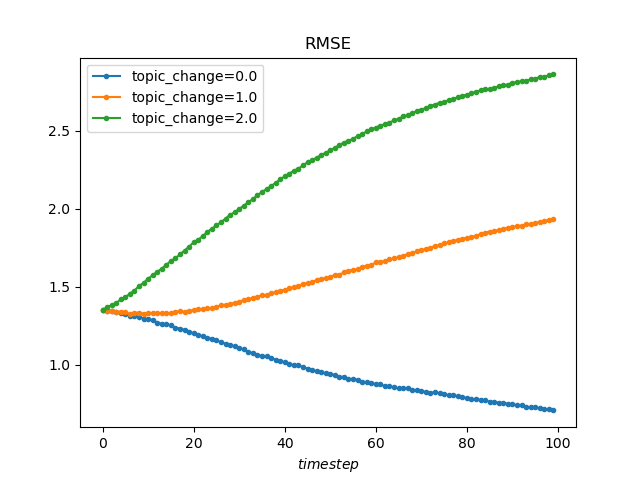 RMSE
topic_change=0.0
topic_change=1.0
topic_change=2.0
2.5
2.0
1.5
1.0
0 20 40 60 80 100
timestep